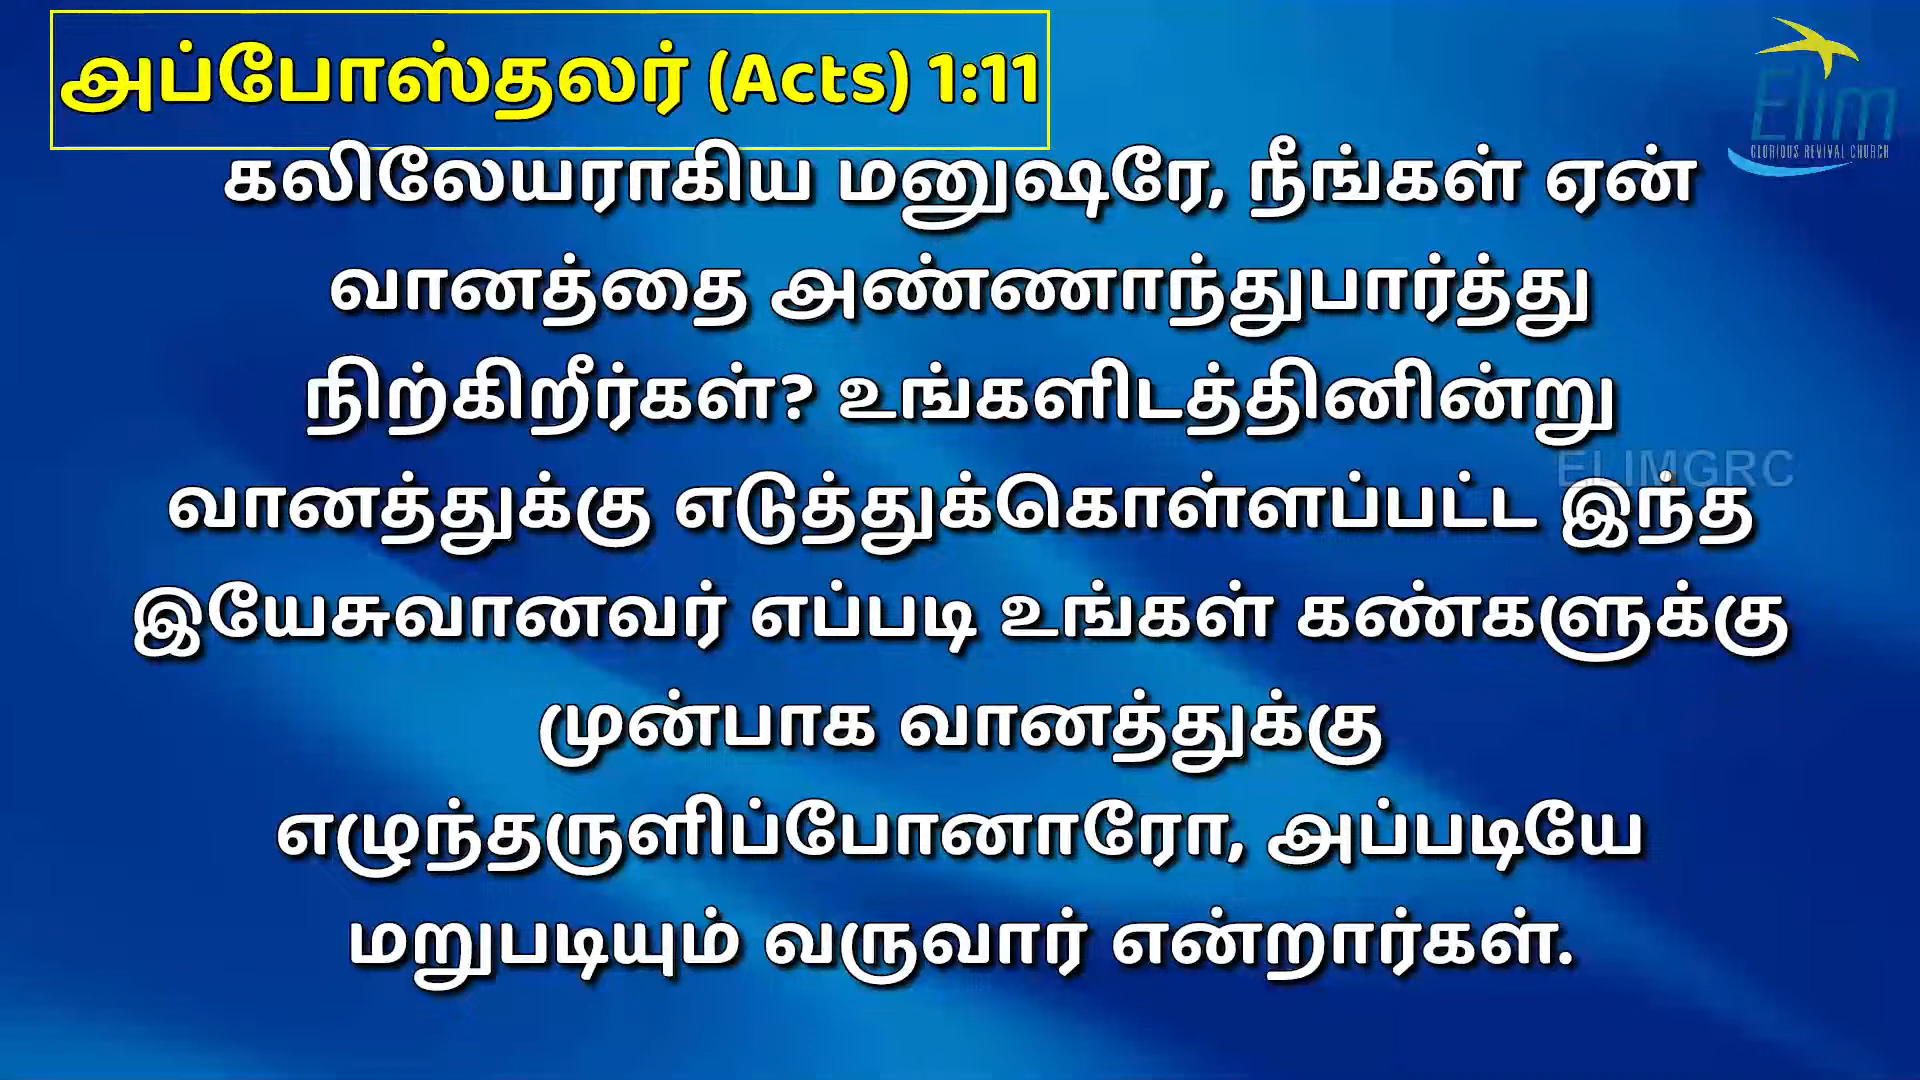 அப்போஸ்தலர் (Acts) 1:11
Elim
GLORIOUS REVIVAL CHURCH
கலிலேயராகிய மனுஷரே, நீங்கள் ஏன்
வானத்தை அண்ணாந்துபார்த்து
நிற்கிறீர்கள்? உங்களிடத்தினின்று
ELIMGRC
வானத்துக்கு எடுத்துக்கொள்ளப்பட்ட இந்த
இயேசுவானவர் எப்படி உங்கள் கண்களுக்கு
முன்பாக வானத்துக்கு
எழுந்தருளிப்போனாரோ, அப்படியே
மறுபடியும் வருவார் என்றார்கள்.